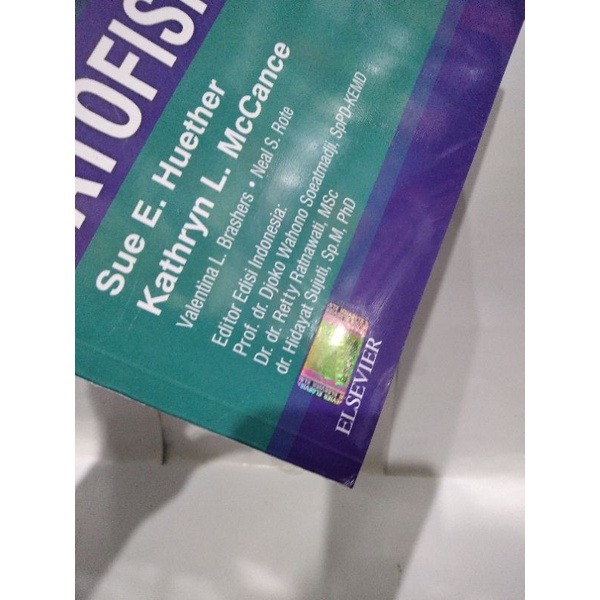 ATOFISI
Sue E. Huether
Kathryn L. McCance
Valentina L. Brashers • Neal S. Rote
Editor Edisi Indonesia:
Prof. dr. Djoko Wahono Soeatmadji, SpPD-KEMD
Dr. dr. Retty Ratnawati, MSc
dr. Hidayat Sujuti, Sp.M, PhD
ELSEVIER